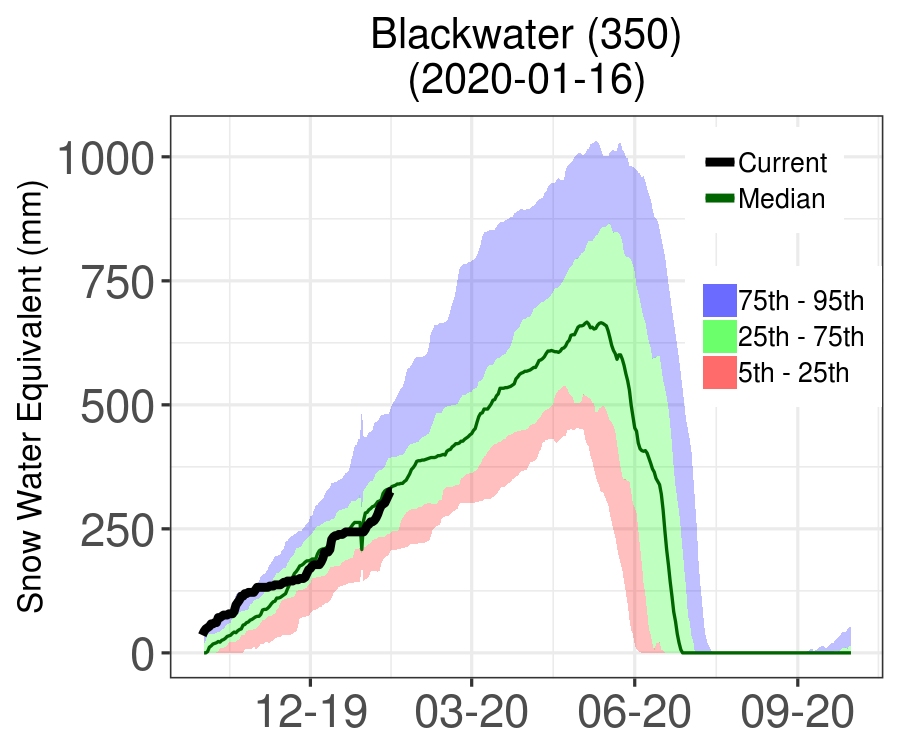 Blackwater (350)
(2020-01-16)
Snow Water Equivalent (mm)
1000
750
500
250
0
12-19
03-20
06-20
09-20
Current
Median
75th - 95th
25th - 75th
5th - 25th